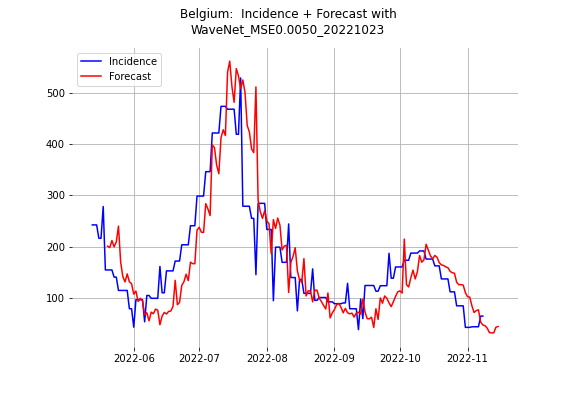 Belgium:  Incidence + Forecast with
WaveNet_MSE0.0050_20221023
Incidence
Forecast
500
400
300
200
100
2022-06
2022-07
2022-08
2022-09
2022-10
2022-11